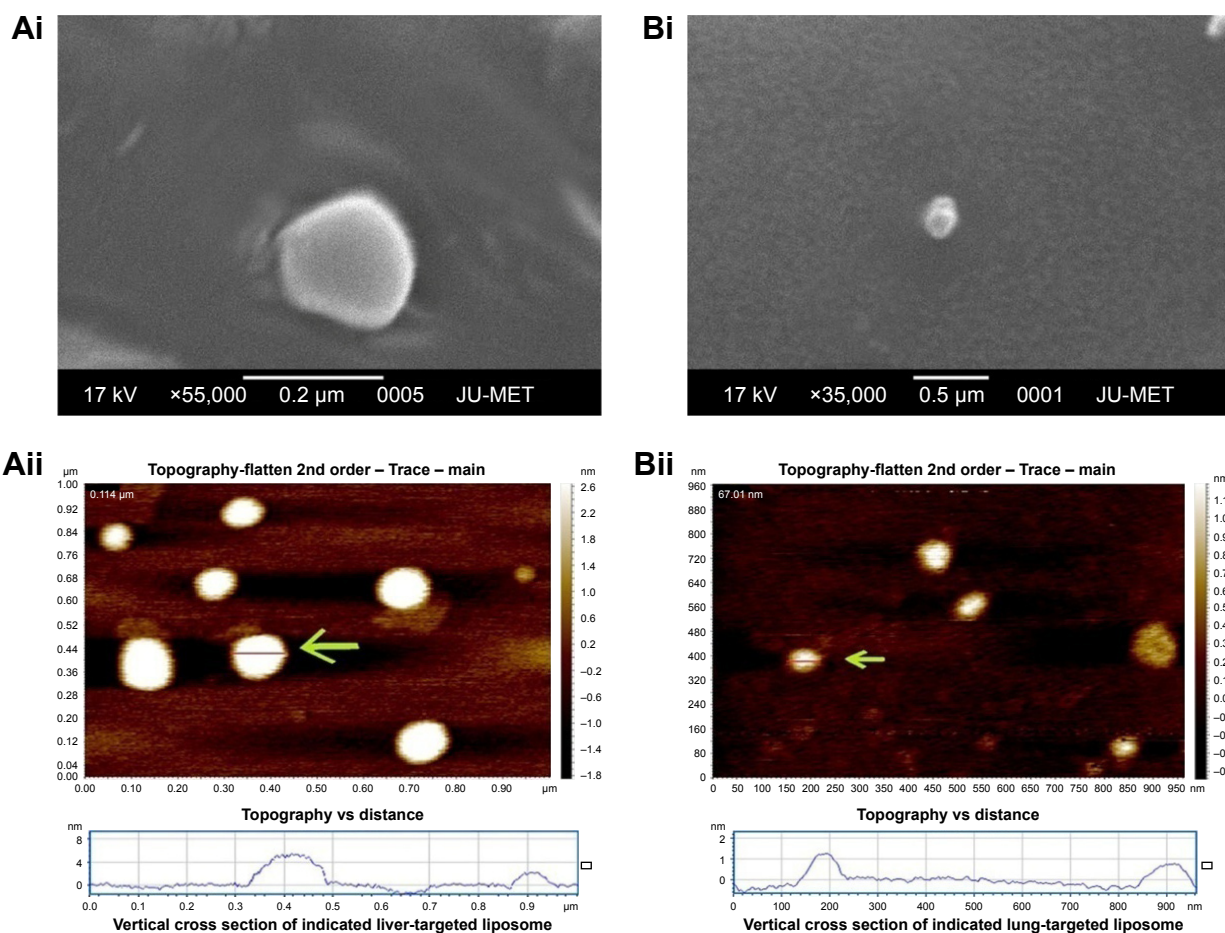 Ai
17 kV ×55,000 0.2 µm 0005 JU-MET
Bi
17 kV ×35,000 0.5 µm 0001 JU-MET
Aii
Topography-flatten 2nd order – Trace – main
µm
nm
0.114 µm
1.00
0.92
0.84
0.76
0.68
0.60
0.52
0.44
0.36
0.28
0.20
0.12
0.04
0.00
2.6
2.2
1.8
1.4
1.0
0.6
0.2
–0.2
–0.6
–1.0
–1.4
–1.8
0.00 0.10 0.20 0.30 0.40 0.50 0.60 0.70 0.80 0.90 µm
Topography vs distance
nm
8
4
0
0.0 0.1 0.2 0.3 0.4 0.5 0.6 0.7 0.8 0.9 µm
Vertical cross section of indicated liver-targeted liposome
Bii
Topography-flatten 2nd order – Trace – main
nm
67.01 nm
960
880
800
720
640
560
480
400
320
240
160
80
0
0 50 100 150 200 250 300 350 400 450 500 550 600 650 700 750 800 850 900 950 nm
Topography vs distance
nm
2
1
0
0 100 200 300 400 500 600 700 800 900 nm
Vertical cross section of indicated lung-targeted liposome